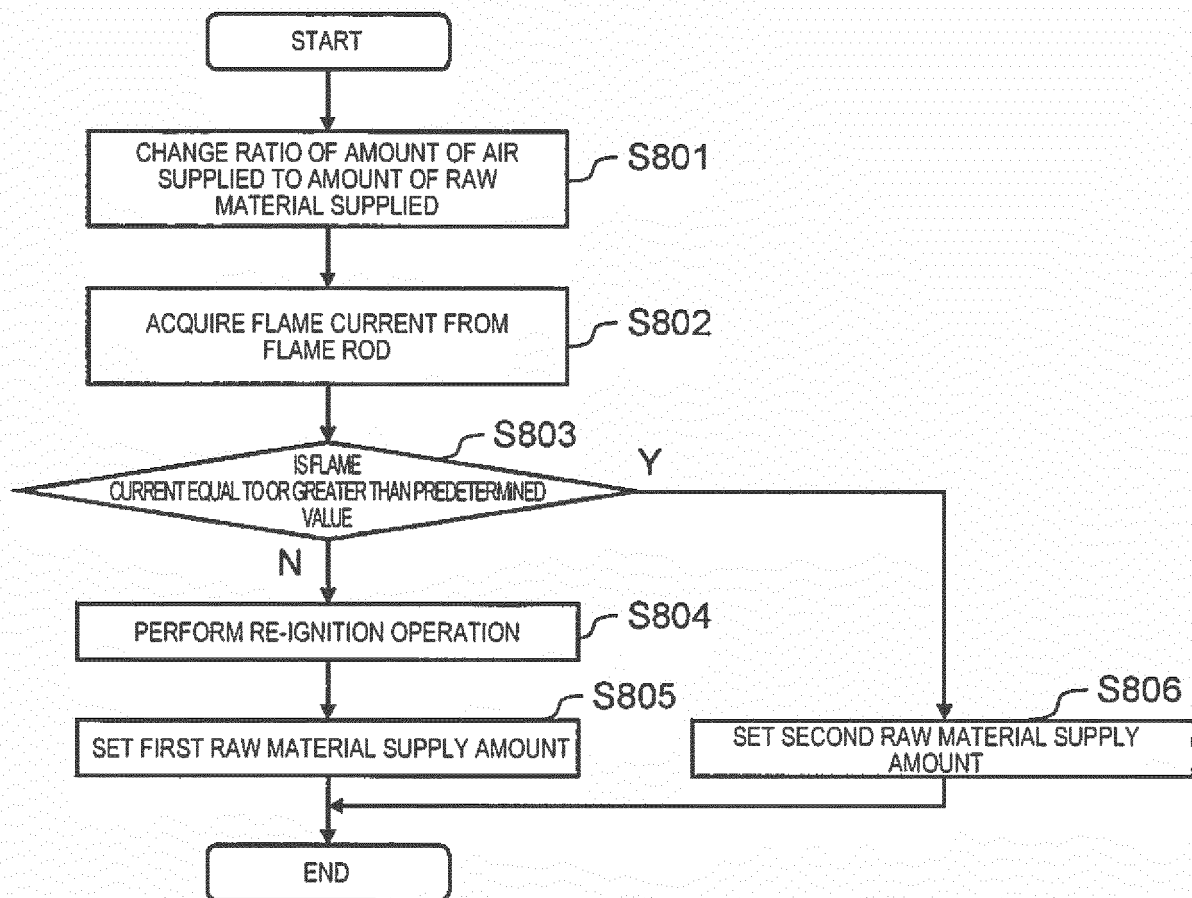 START
CHANGE RATIO OF AMOUNT OF AIR
SUPPLIED TO AMOUNT OF RAW
MATERIAL SUPPLIED
S801
ACQUIRE FLAME CURRENT FROM
FLAME ROD
S802
S803
IS FLAME
CURRENT EQUAL TO OR GREATER THAN PREDETERMINED
VALUE
Y
N
PERFORM RE-IGNITION OPERATION
S804
S805
SET FIRST RAW MATERIAL SUPPLY AMOUNT
S806
SET SECOND RAW MATERIAL SUPPLY
AMOUNT
END